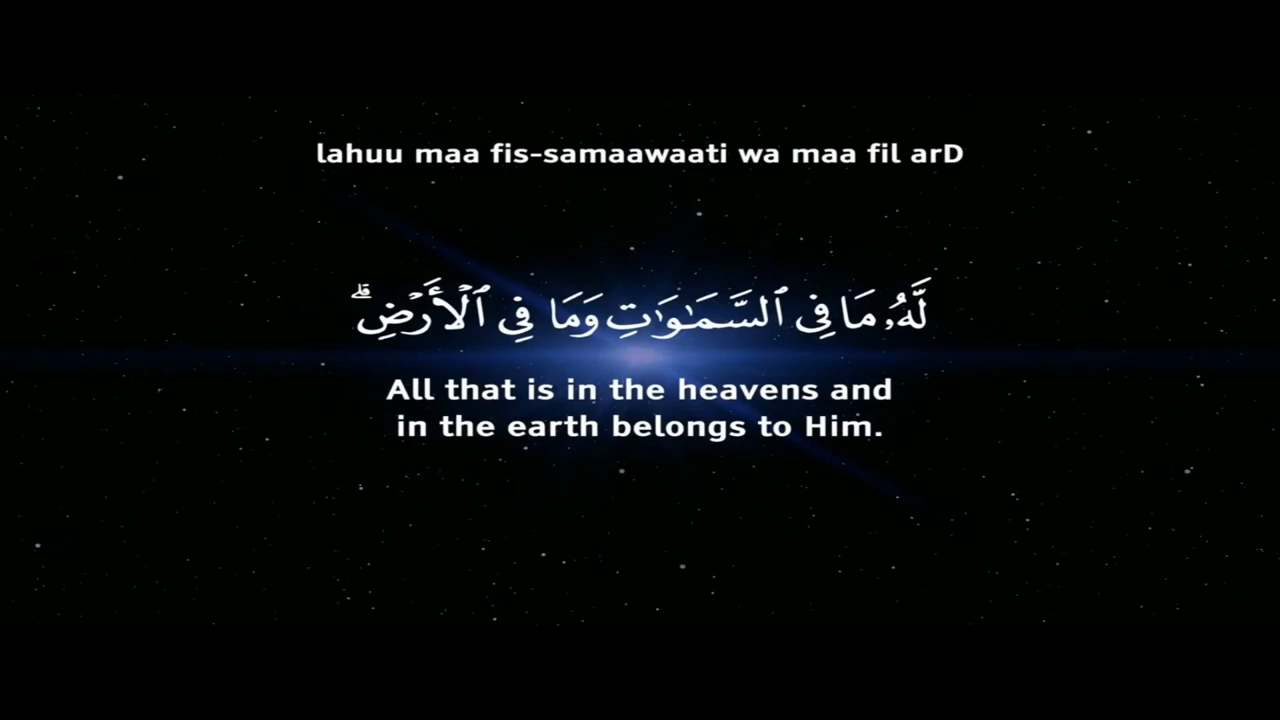 lahuu maa fis-samaawaati wa maa fil arD
لَّهُۥ مَا فِى ٱلسَّمَـٰوَٰتِ وَمَا فِى ٱلْأَرْضِ ۗ
All that is in the heavens and
in the earth belongs to Him.